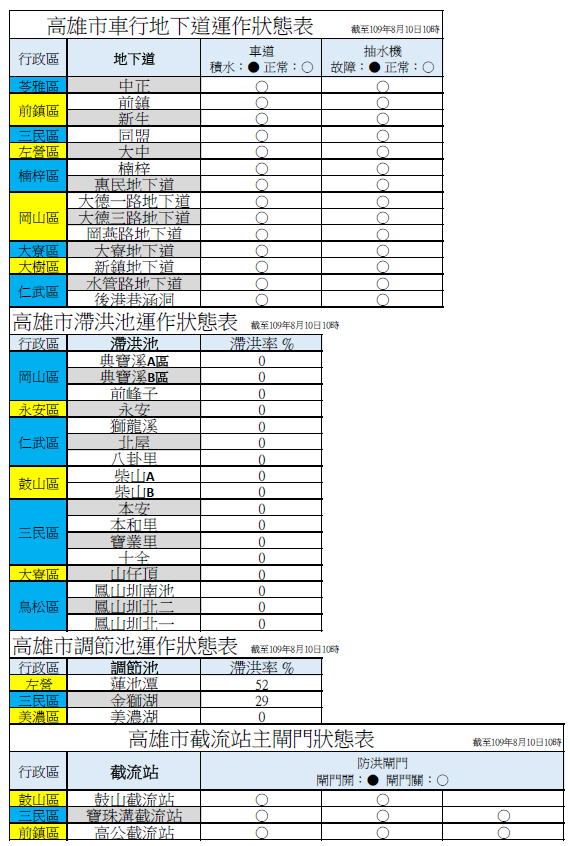 高雄市車行地下道運作狀態表 截至109年8月10日10時
行政區 地下道 車道 抽水機
積水：● 正常：○ 故障：● 正常：○
苓雅區 中正 ○ ○
前鎮區 前鎮 ○ ○
新生 ○ ○
三民區 同盟 ○ ○
左營區 大中 ○ ○
楠梓區 楠梓 ○ ○
惠民地下道 ○ ○
岡山區 大德一路地下道 ○ ○
大德三路地下道 ○ ○
岡燕路地下道 ○ ○
大寮區 大寮地下道 ○ ○
大樹區 新鎮地下道 ○ ○
仁武區 水管路地下道 ○ ○
後港巷涵洞 ○ ○
高雄市滯洪池運作狀態表 截至109年8月10日10時
行政區 滯洪池 滯洪率 %
岡山區 典寶溪A區 0
典寶溪B區 0
前峰子 0
永安區 永安 0
仁武區 獅龍溪 0
北屋 0
八卦里 0
鼓山區 柴山A 0
柴山B 0
三民區 本安 0
本和里 0
寶業里 0
十全 0
大寮區 山仔頂 0
鳥松區 鳳山圳南池 0
鳳山圳北二 0
鳳山圳北一 0
高雄市調節池運作狀態表 截至109年8月10日10時
行政區 調節池 滯洪率 %
左營 蓮池潭 52
三民區 金獅湖 29
美濃區 美濃湖 0
高雄市截流站主閘門狀態表 截至109年8月10日10時
行政區 截流站 防洪閘門
閘門開：● 閘門關：○
鼓山區 鼓山截流站 ○ ○
三民區 寶珠溝截流站 ○ ○ ○
前鎮區 高公截流站 ○ ○ ○